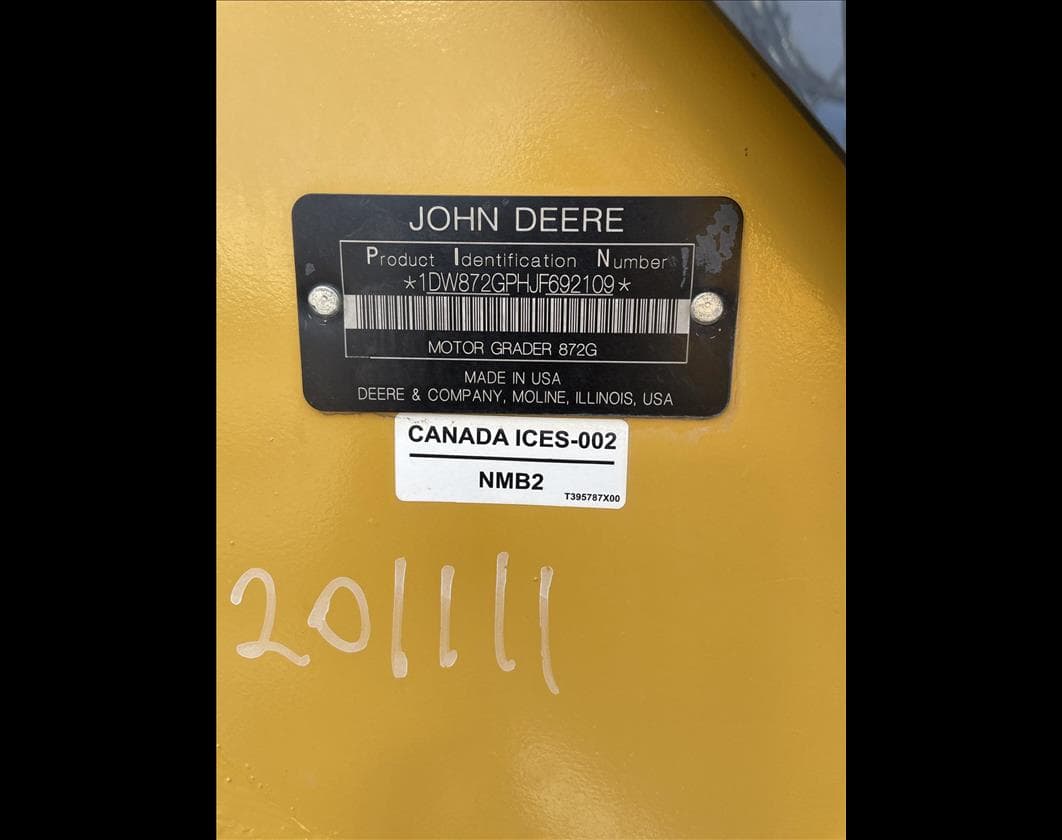 JOHN DEERE
Product Identification Number
*1DW872GPHJF692109*
MOTOR GRADER 872G
MADE IN USA
DEERE & COMPANY, MOLINE, ILLINOIS, USA
CANADA ICES-002
NMB2
T395787X00
201111